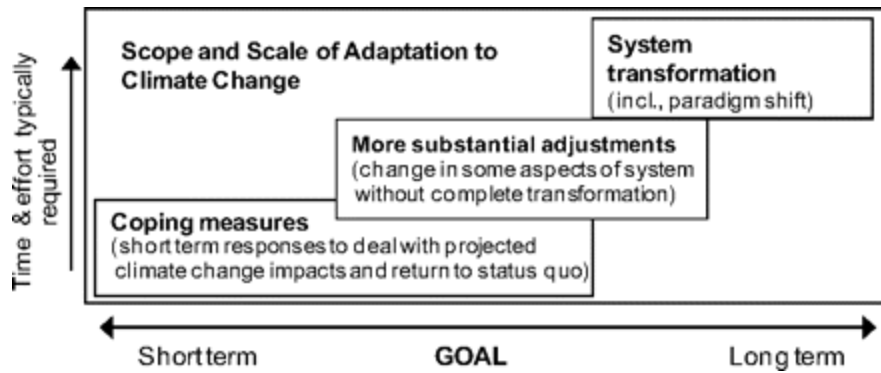 Scope and Scale of Adaptation to
Climate Change
System
transformation
(incl., paradigm shift)
More substantial adjustments
(change in some aspects of system
without complete transformation)
Coping measures
(short term responses to deal with projected
climate change impacts and return to status quo)
Time & effort typically
required
Short term
GOAL
Long term